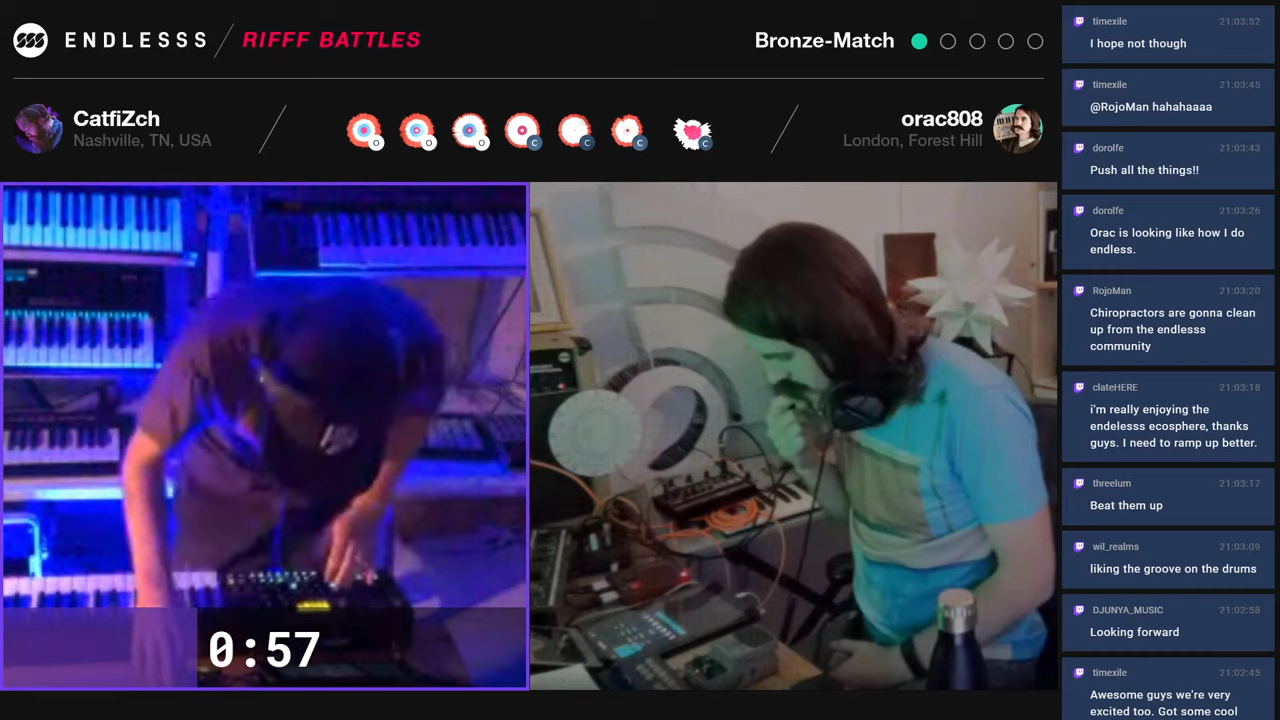 ENDLESSS RIFFF BATTLES
Bronze-Match
CatfiZch
Nashville, TN, USA
O
O
O
C
C
C
C
orac808
London, Forest Hill
0:57
timexile 21:03:52
I hope not though
timexile 21:03:45
@RojoMan hahahaaaa
dorolfe 21:03:43
Push all the things!!
dorolfe 21:03:26
Orac is looking like how I do
endless.
RojoMan 21:03:20
Chiropractors are gonna clean
up from the endlesss
community
clateHERE 21:03:18
i'm really enjoying the
endelesss ecosphere, thanks
guys. I need to ramp up better.
threelum 21:03:17
Beat them up
wil_realms 21:03:09
liking the groove on the drums
DJUNYA_MUSIC 21:02:58
Looking forward
timexile 21:02:45
Awesome guys we're very
excited too. Got some cool